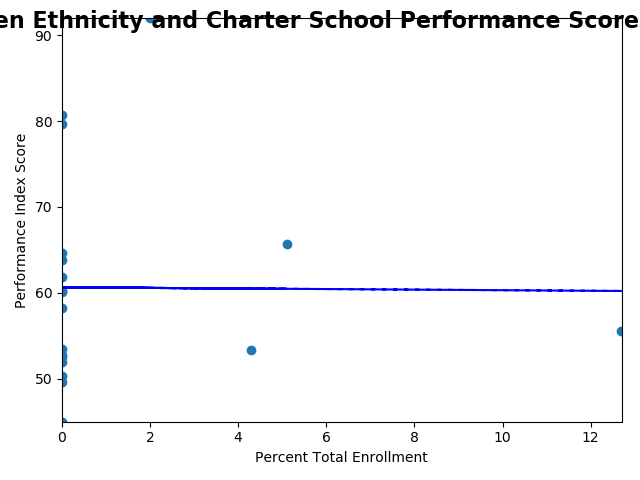 en Ethnicity and Charter School Performance Score
90
80
70
60
50
Performance Index Score
0 2 4 6 8 10 12
Percent Total Enrollment